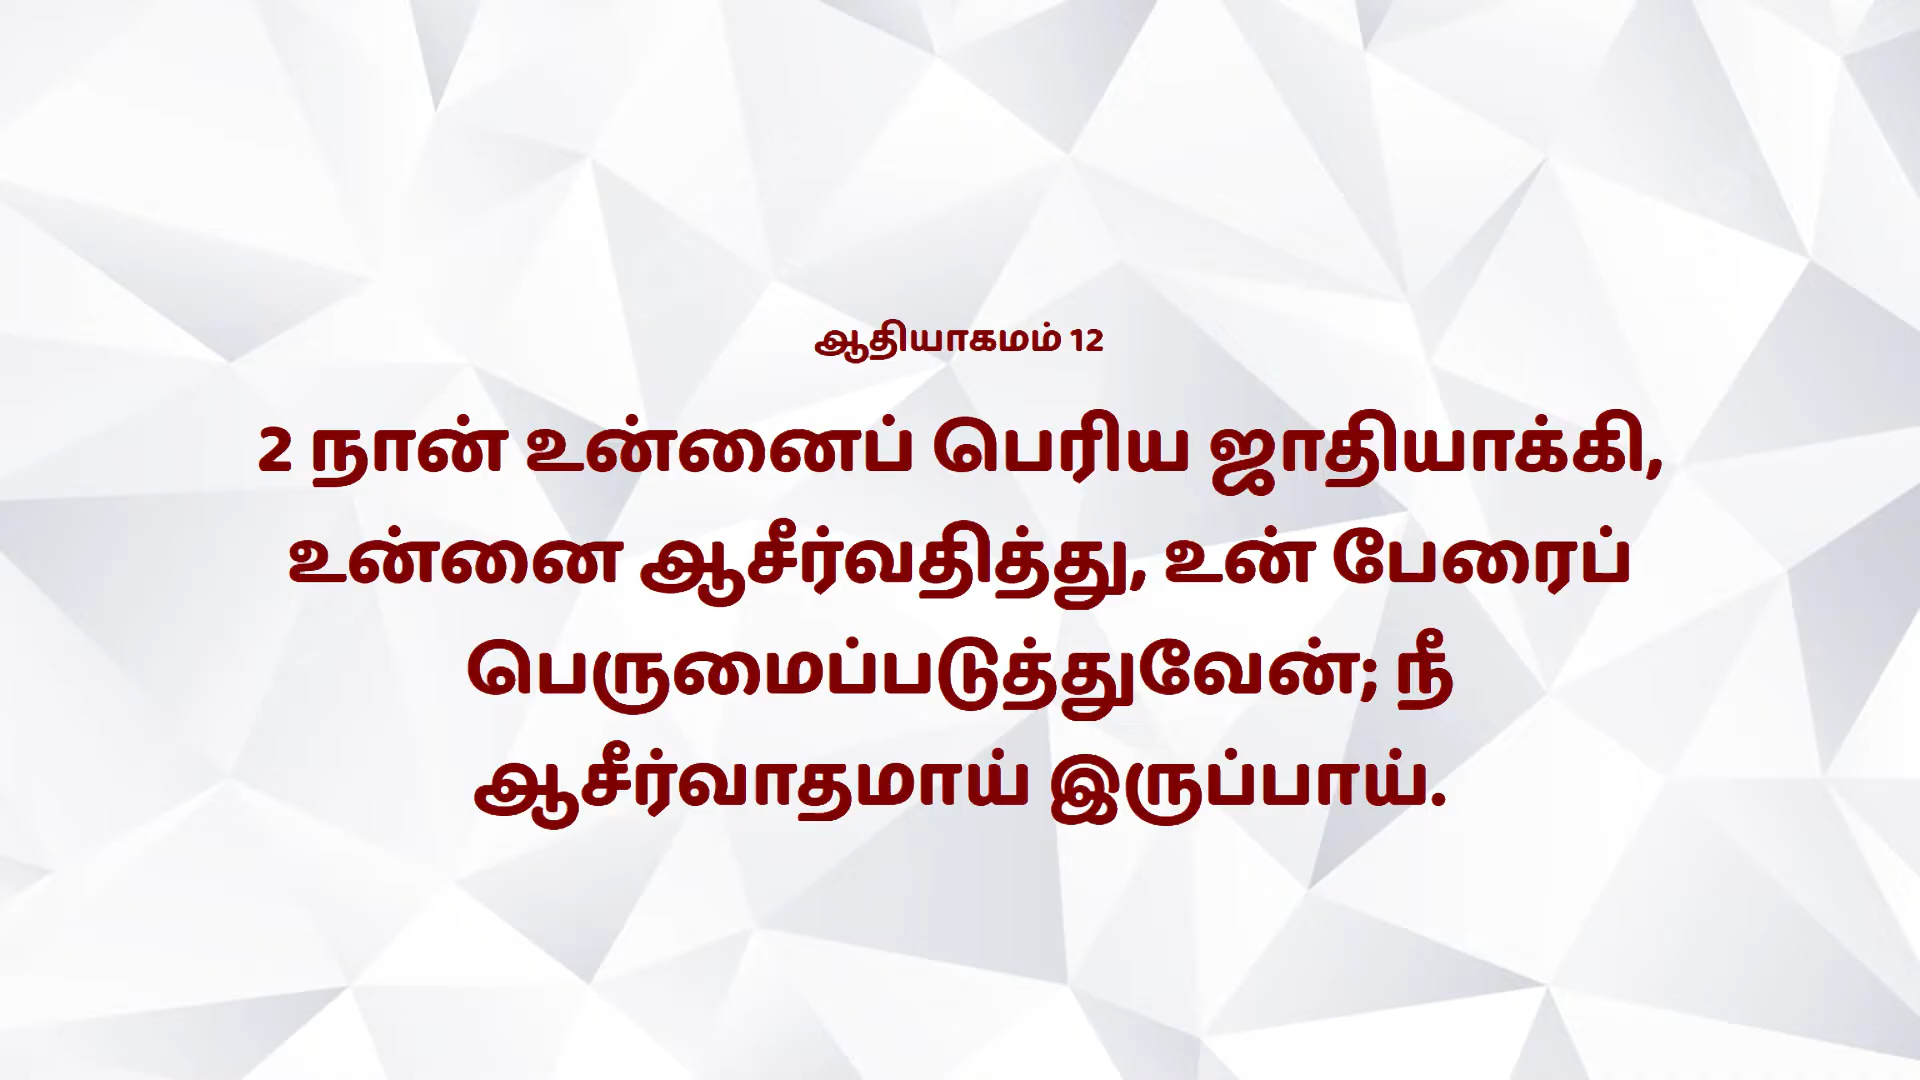 ஆதியாகமம் 12
2 நான் உன்னைப் பெரிய ஜாதியாக்கி,
உன்னை ஆசீர்வதித்து, உன் பேரைப்
பெருமைப்படுத்துவேன்; நீ
ஆசீர்வாதமாய் இருப்பாய்.